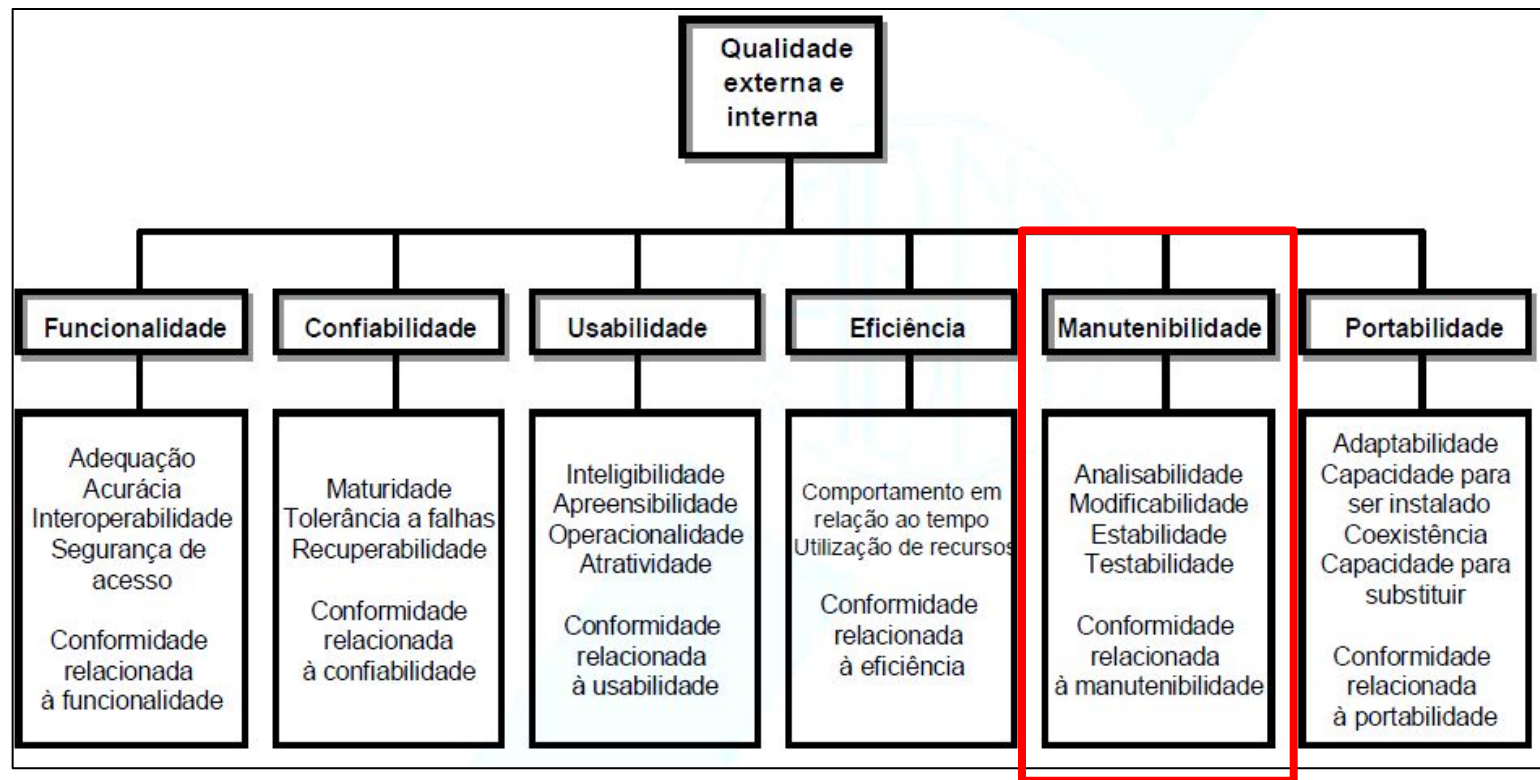 Qualidade
externa e
interna
Funcionalidade
Confiabilidade
Usabilidade
Eficiência
Manutenibilidade
Portabilidade
Adequação
Acurácia
Interoperabilidade
Segurança de
acesso
Conformidade
relacionada
à funcionalidade
Maturidade
Tolerância a falhas
Recuperabilidade
Conformidade
relacionada
à confiabilidade
Inteligibilidade
Apreensibilidade
Operacionalidade
Atratividade
Conformidade
relacionada
à usabilidade
Comportamento em
relação ao tempo
Utilização de recursos
Conformidade
relacionada
à eficiência
Analisabilidade
Modificabilidade
Estabilidade
Testabilidade
Conformidade
relacionada
à manutenibilidade
Adaptabilidade
Capacidade para
ser instalado
Coexistência
Capacidade para
substituir
Conformidade
relacionada
à portabilidade